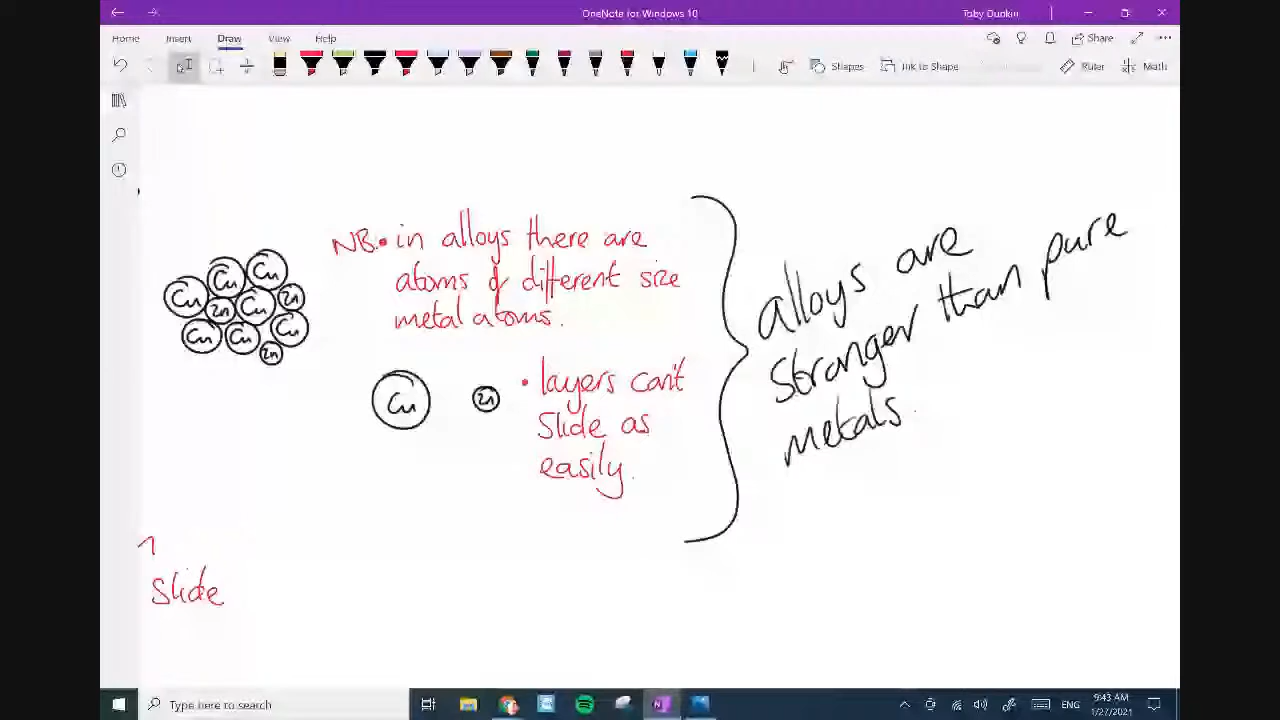 OneNote for Windows 10
Toby Dunkin
Home Insert Draw View Help
Share
Shapes
Ink to Shape
Ruler
Math
Cu Cu Cu Zn
Zn Cu
Cu Cu Cu
Zn
NB. • in alloys there are
atoms of different size
metal atoms.
Cu Zn
• layers can't
Slide as
easily.
alloys are
stronger than pure
metals.
Slide
Type here to search
ENG
9:43 AM
1/27/2021